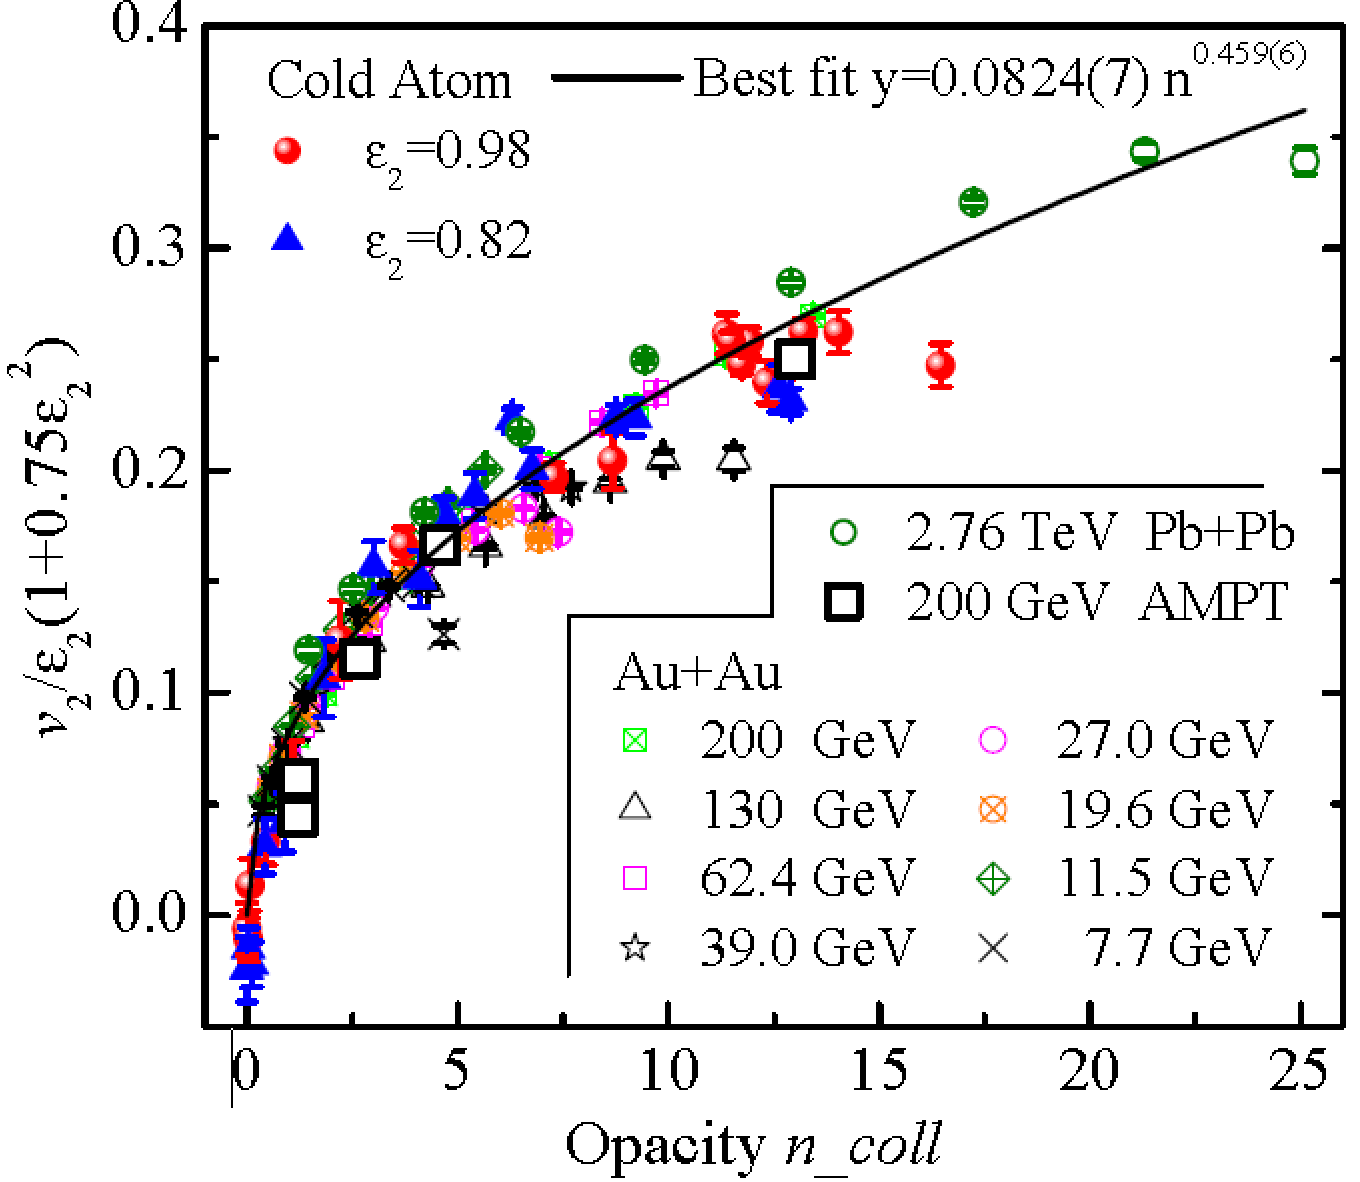 0.4
0.3
0.2
0.1
0.0
v₂/ε₂(1+0.75ε₂²)
Cold Atom
ε₂=0.98
ε₂=0.82
Best fit y=0.0824(7) n^0.459(6)
2.76 TeV Pb+Pb
200 GeV AMPT
Au+Au
200 GeV
27.0 GeV
130 GeV
19.6 GeV
62.4 GeV
11.5 GeV
39.0 GeV
7.7 GeV
0 5 10 15 20 25
Opacity n_coll